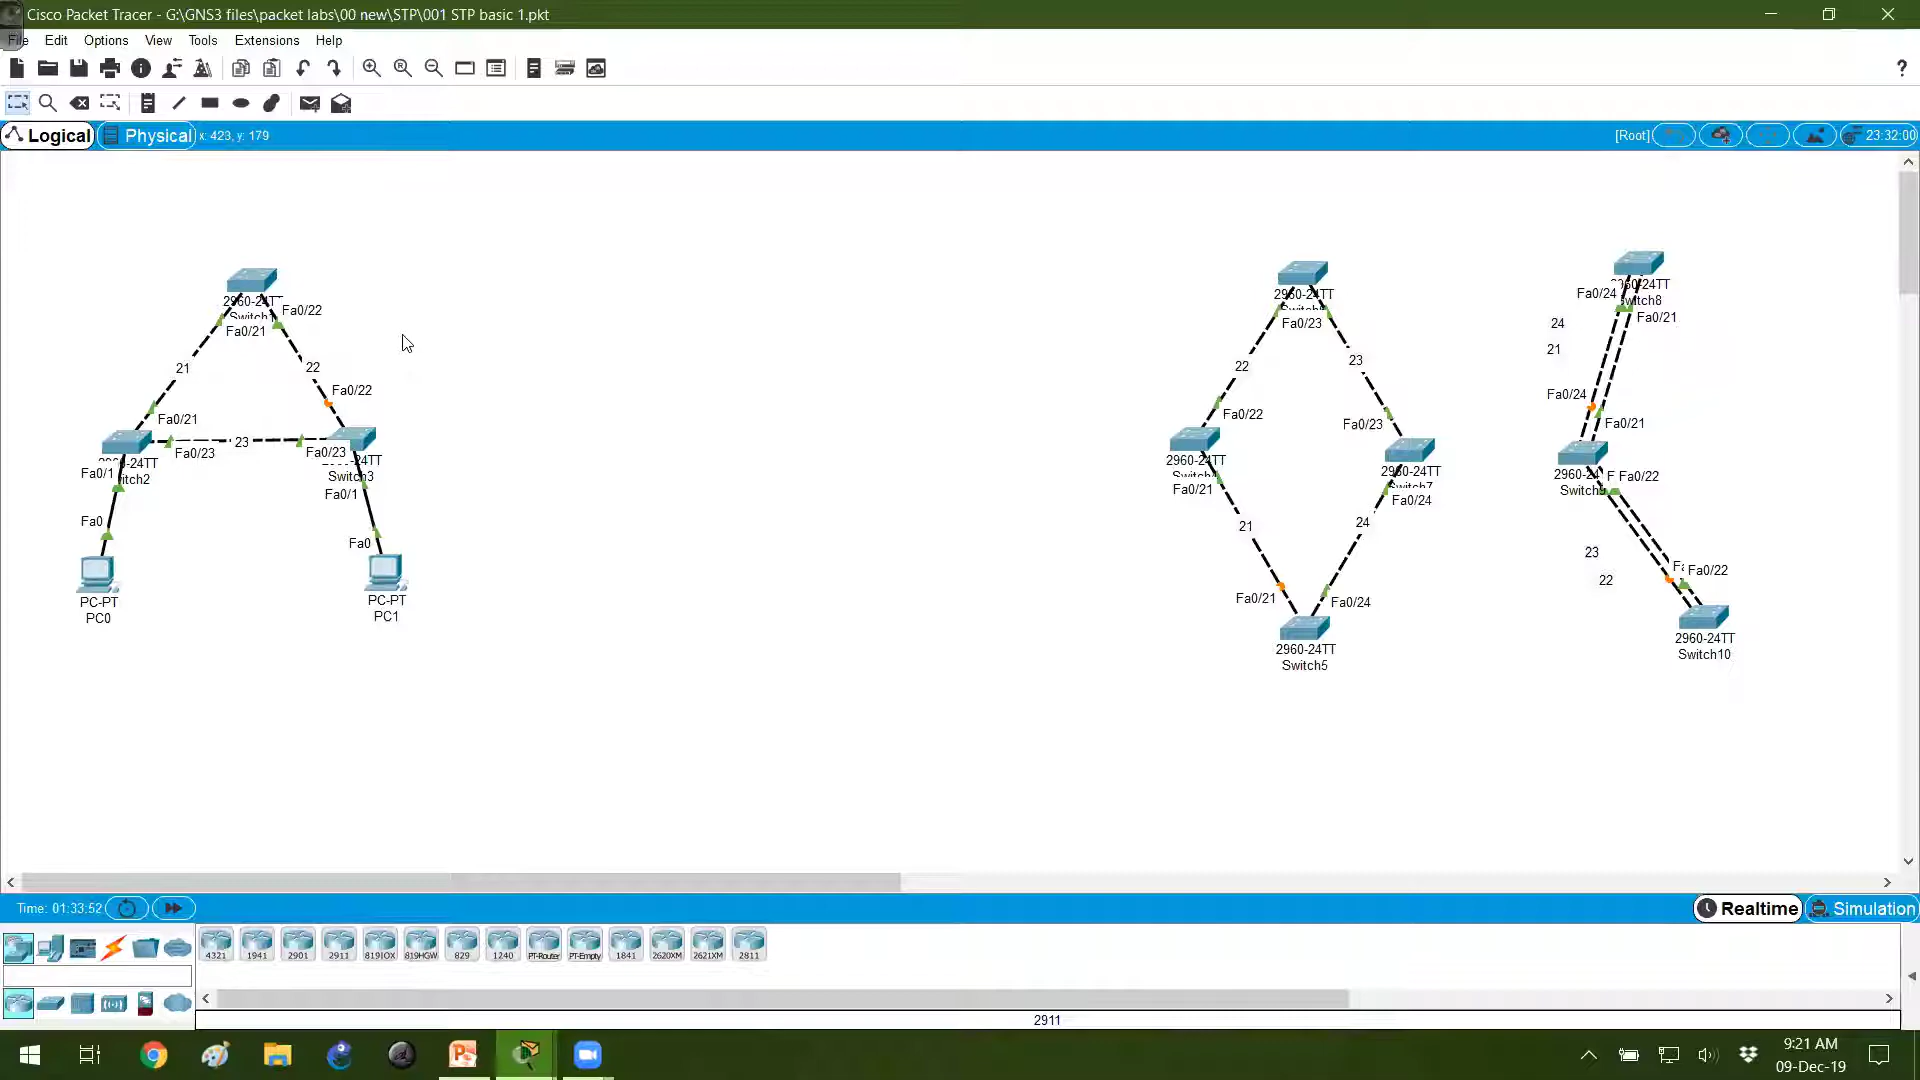 Cisco Packet Tracer - G:\GNS3 files\packet labs\00 new\STP\001 STP basic 1.pkt
File Edit Options View Tools Extensions Help
?
Logical Physical x: 423, y: 179 [Root] 23:32:00
2960-24TT
Switch1
Fa0/22
Fa0/21
21
22
Fa0/22
Fa0/21
23
Fa0/23
Fa0/23
Fa0/1
Switch3
Fa0/1
Fa0
Fa0
PC-PT
PC0
PC-PT
PC1
2960-24TT
Fa0/23
22
23
Fa0/22
Fa0/23
2960-24TT
Fa0/21
2960-24TT
Switch7
Fa0/24
21
24
Fa0/21
Fa0/24
2960-24TT
Switch5
Fa0/24
Fa0/21
24
21
Fa0/24
Fa0/21
Fa0/22
23
22
Fa0/22
2960-24TT
Switch10
Time: 01:33:52 Realtime Simulation
4321 1941 2901 2911 819IOX 819HGW 829 1240 PT-Router PT-Empty 1841 2620XM 2621XM 2811
2911
9:21 AM
09-Dec-19